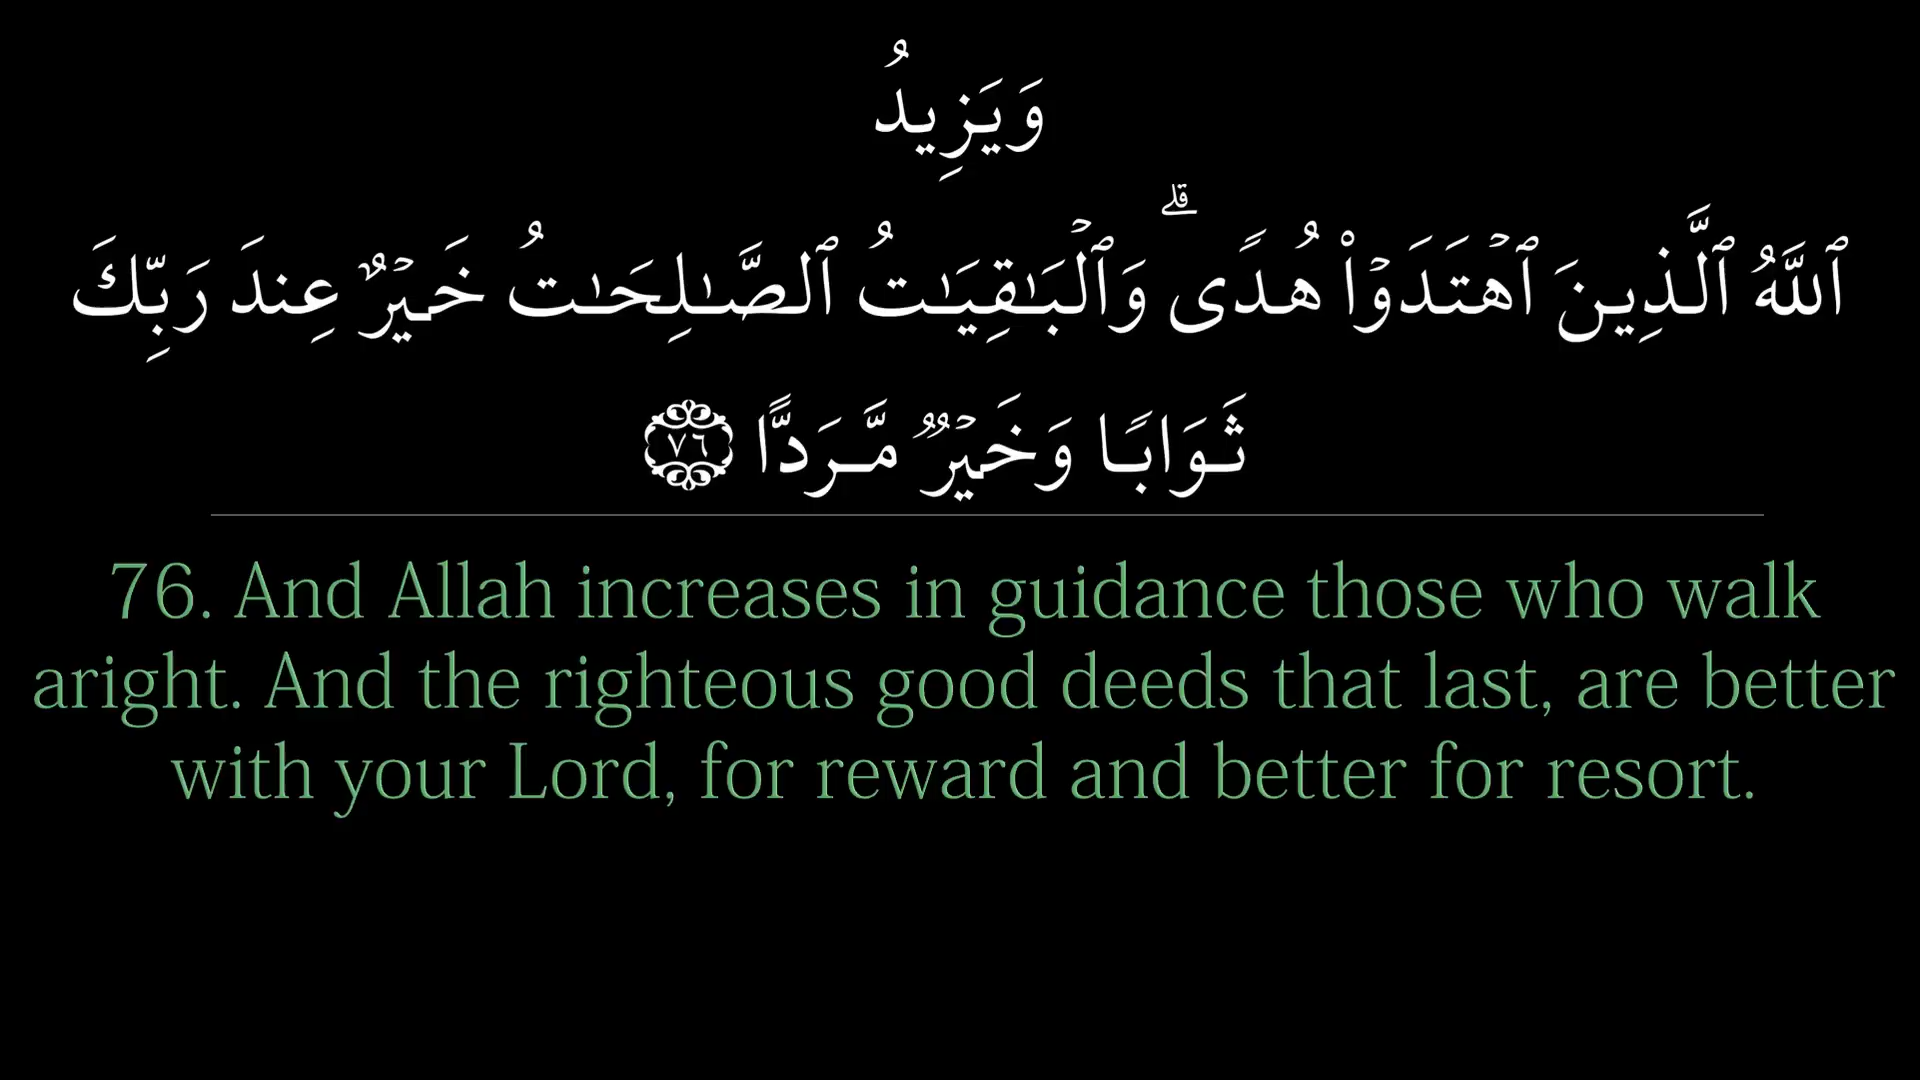 وَيَزِيدُ
ٱللَّهُ ٱلَّذِينَ ٱهۡتَدَوۡاْ هُدًىۗ وَٱلۡبَٰقِيَٰتُ ٱلصَّٰلِحَٰتُ خَيۡرٌ عِندَ رَبِّكَ
ثَوَابًا وَخَيۡرٌ مَّرَدًّا ٧٦
76. And Allah increases in guidance those who walk
aright. And the righteous good deeds that last, are better
with your Lord, for reward and better for resort.